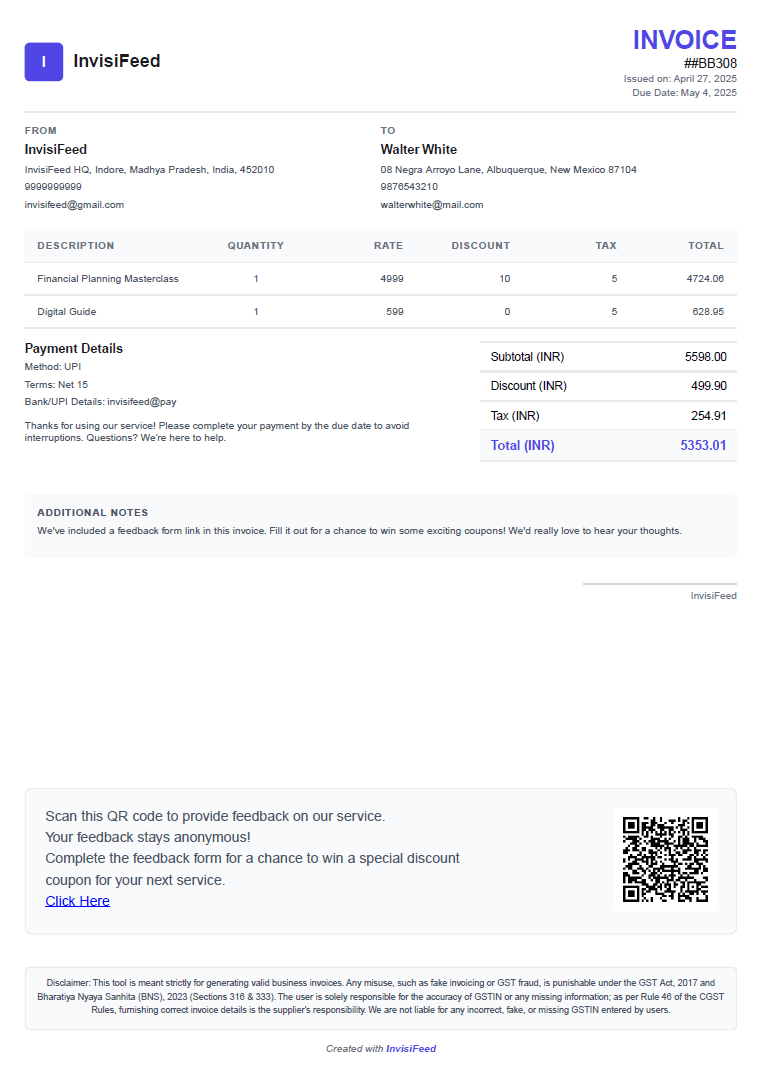 I InvisiFeed
INVOICE
##BB308
Issued on: April 27, 2025
Due Date: May 4, 2025
FROM
InvisiFeed
InvisiFeed HQ, Indore, Madhya Pradesh, India, 452010
9999999999
invisifeed@gmail.com
TO
Walter White
08 Negra Arroyo Lane, Albuquerque, New Mexico 87104
9876543210
walterwhite@mail.com
DESCRIPTION QUANTITY RATE DISCOUNT TAX TOTAL
Financial Planning Masterclass 1 4999 10 5 4724.06
Digital Guide 1 599 0 5 628.95
Payment Details
Method: UPI
Terms: Net 15
Bank/UPI Details: invisifeed@pay
Thanks for using our service! Please complete your payment by the due date to avoid
interruptions. Questions? We're here to help.
Subtotal (INR) 5598.00
Discount (INR) 499.90
Tax (INR) 254.91
Total (INR) 5353.01
ADDITIONAL NOTES
We've included a feedback form link in this invoice. Fill it out for a chance to win some exciting coupons! We'd really love to hear your thoughts.
InvisiFeed
Scan this QR code to provide feedback on our service.
Your feedback stays anonymous!
Complete the feedback form for a chance to win a special discount
coupon for your next service.
Click Here
Disclaimer: This tool is meant strictly for generating valid business invoices. Any misuse, such as fake invoicing or GST fraud, is punishable under the GST Act, 2017 and
Bharatiya Nyaya Sanhita (BNS), 2023 (Sections 316 & 333). The user is solely responsible for the accuracy of GSTIN or any missing information; as per Rule 46 of the CGST
Rules, furnishing correct invoice details is the supplier's responsibility. We are not liable for any incorrect, fake, or missing GSTIN entered by users.
Created with InvisiFeed